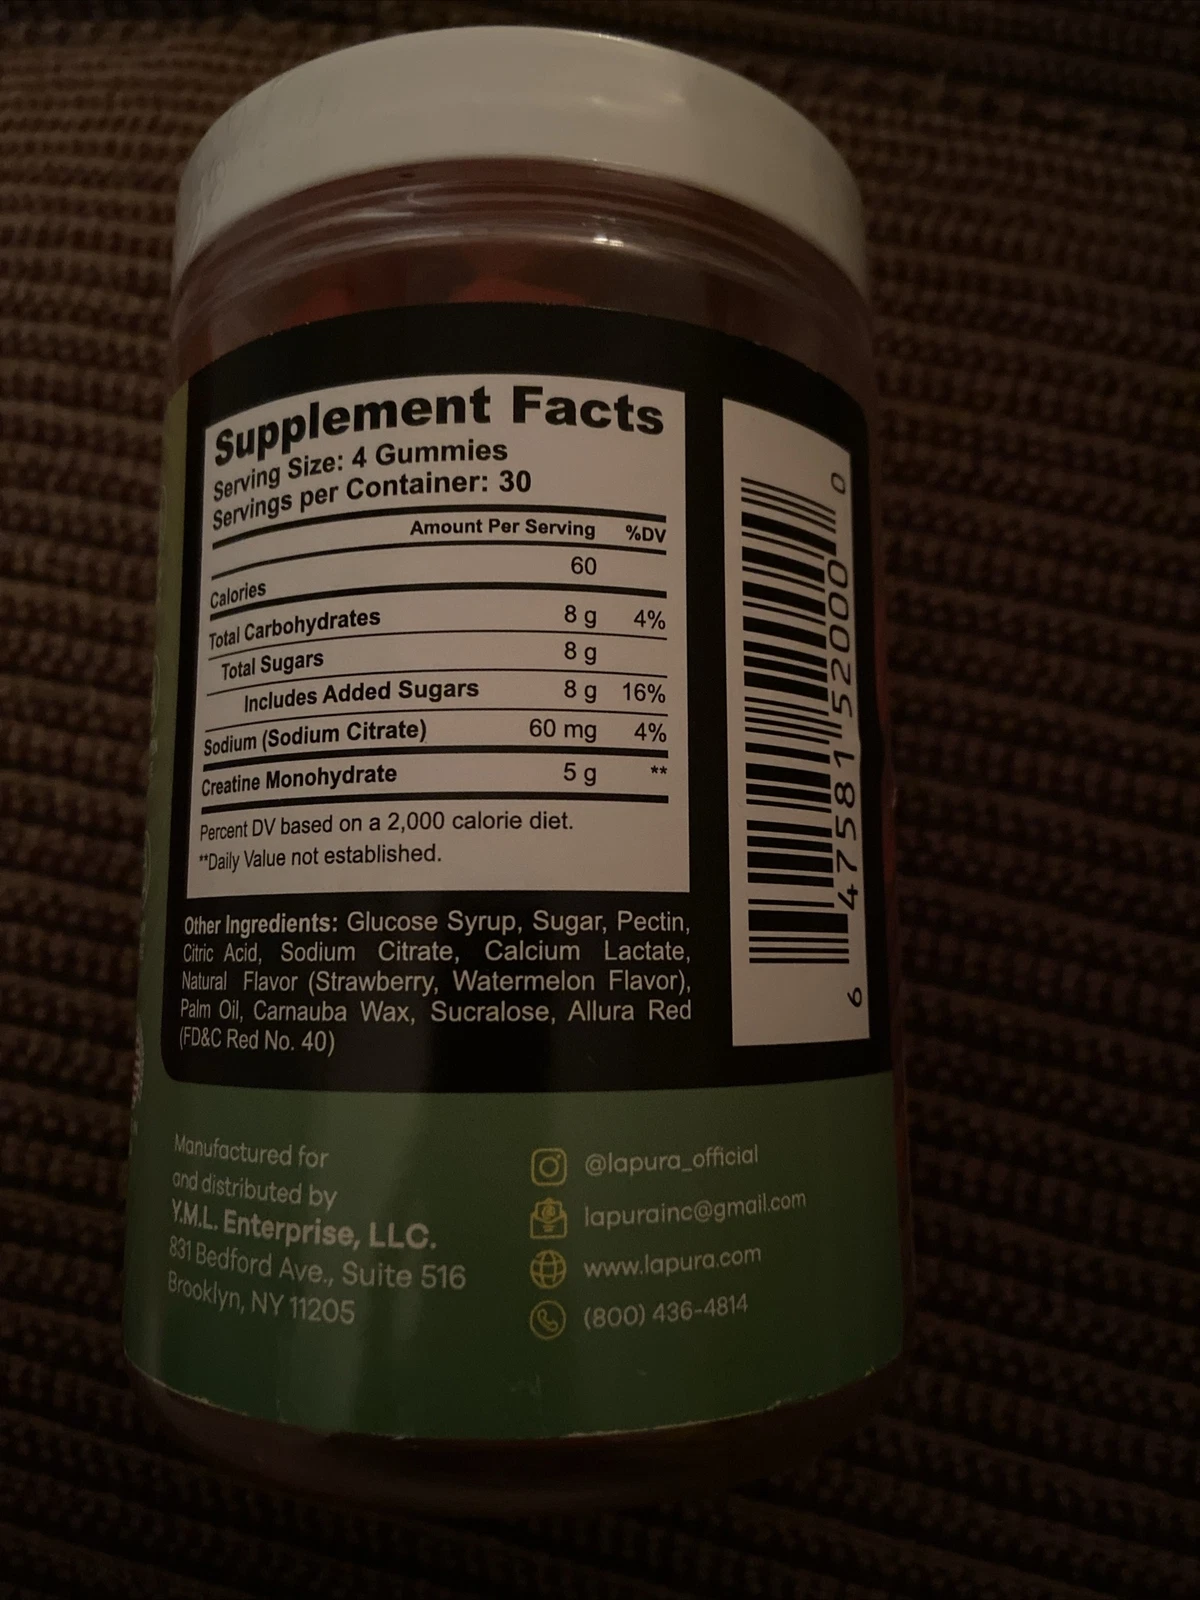 Supplement Facts
Serving Size: 4 Gummies
Servings per Container: 30
Amount Per Serving %DV
Calories 60
Total Carbohydrates 8 g 4%
Total Sugars 8 g
Includes Added Sugars 8 g 16%
Sodium (Sodium Citrate) 60 mg 4%
Creatine Monohydrate 5 g **
Percent DV based on a 2,000 calorie diet.
**Daily Value not established.
Other Ingredients: Glucose Syrup, Sugar, Pectin,
Citric Acid, Sodium Citrate, Calcium Lactate,
Natural Flavor (Strawberry, Watermelon Flavor),
Palm Oil, Carnauba Wax, Sucralose, Allura Red
(FD&C Red No. 40)
6 47581 52000 0
Manufactured for
and distributed by
Y.M.L. Enterprise, LLC.
831 Bedford Ave., Suite 516
Brooklyn, NY 11205
@lapura_official
lapurainc@gmail.com
www.lapura.com
(800) 436-4814